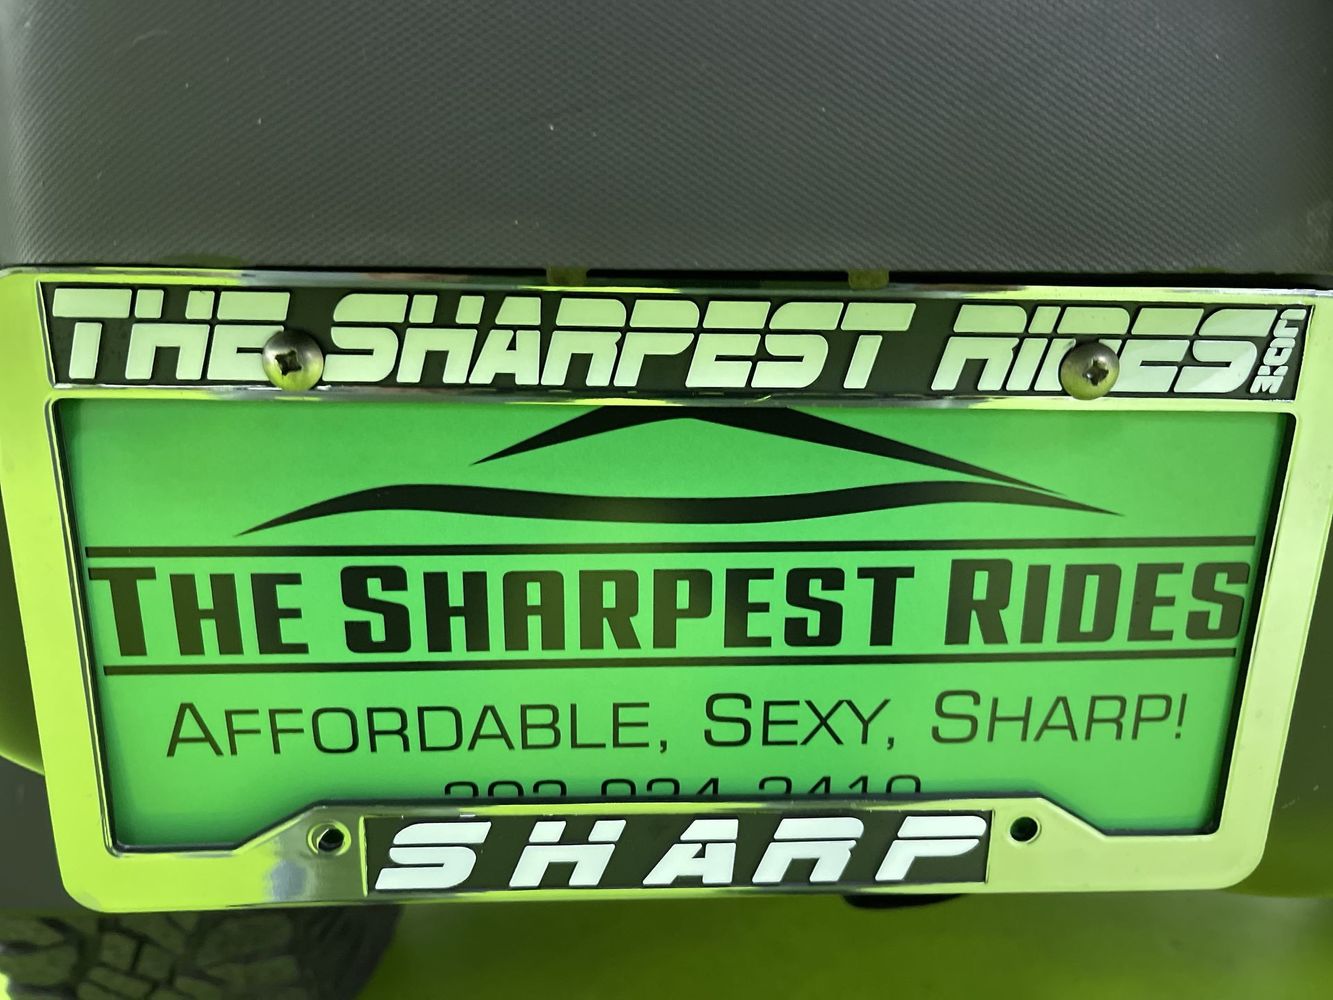 THE SHARPEST RIDES.COM
THE SHARPEST RIDES
AFFORDABLE, SEXY, SHARP!
SHARP